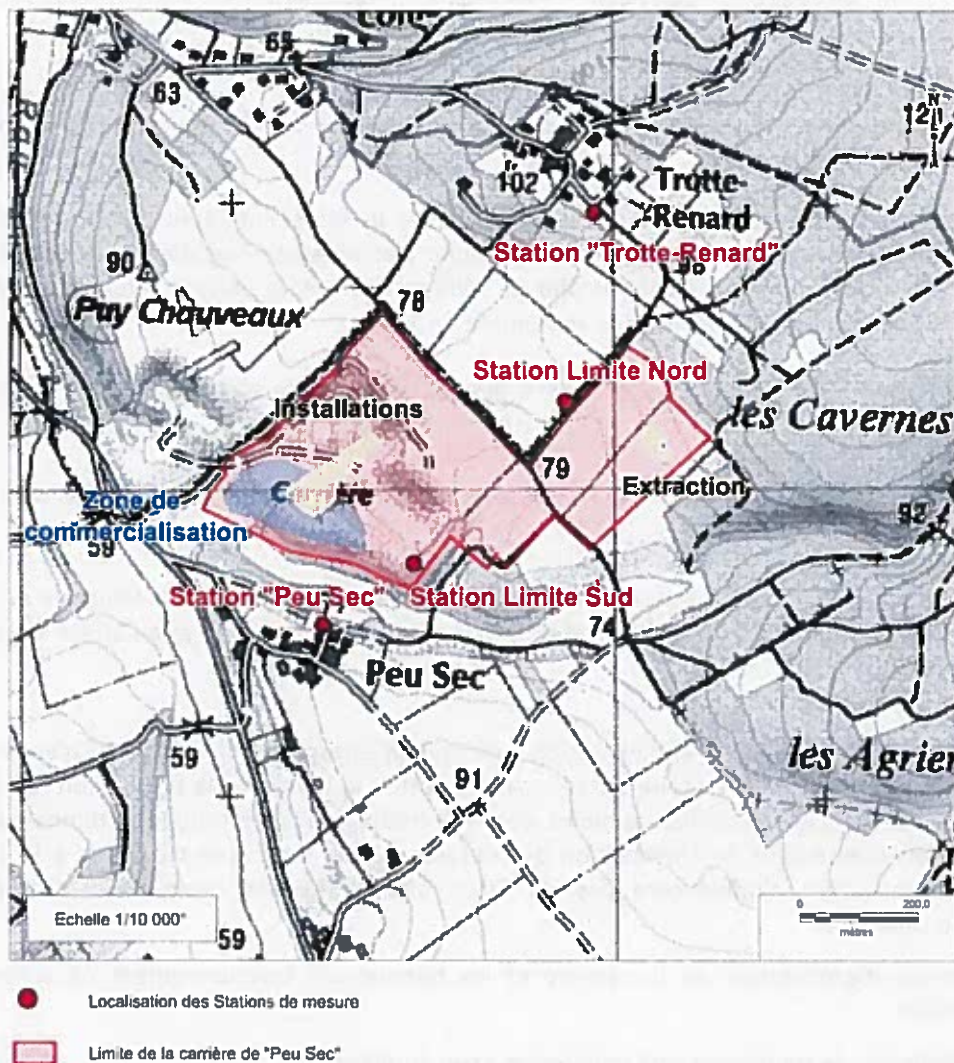 63
63
102
Trotte-
Renard
Station "Trotte-Renard"
90
Puy Chauveaux
78
Station Limite Nord
Installations
les Cavernes
79
Extraction
Carrière
Zone de
commercialisation
59
92
Station "Peu Sec"
Station Limite Sud
74
Peu Sec
59
91
les Agrier
Echelle 1/10 000°
59
0 200,0
mètres
N
Localisation des Stations de mesure
Limite de la carrière de "Peu Sec"